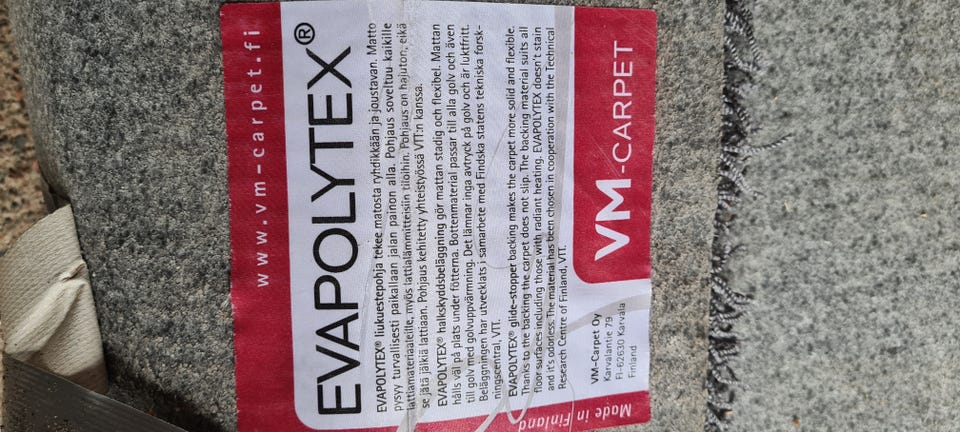 www.vm-carpet.fi
EVAPOLYTEX®
EVAPOLYTEX® liukuestepohja tekee matosta ryhdikkään ja joustavan. Matto
pysyy turvallisesti paikallaan jalan painon alla. Pohjaus soveltuu kaikille
lattiamateriaaleille, myös lattialämmitteisiin tiloihin. Pohjaus on hajuton, eikä
se jätä jälkiä lattiaan. Pohjaus kehitetty yhteistyössä VTT:n kanssa.
EVAPOLYTEX® halkskyddsbeläggning gör mattan stadig och flexibel. Mattan
hålls väl på plats under fötterna. Bottenmaterial passar till alla golv och även
till golv med golvuppvärmning. Det lämnar inga avtryck på golv och är luktfritt.
Beläggningen har utvecklats i samarbete med Findska statens tekniska forsk-
ningscentral, VTT.
EVAPOLYTEX® glide-stopper backing makes the carpet more solid and flexible.
Thanks to the backing the carpet does not slip. The backing material suits all
floor surfaces including those with radiant heating. EVAPOLYTEX doesn't stain
and it's odorless. The material has been chosen in cooperation with the Technical
Research Centre of Finland, VTT.
VM-Carpet Oy
Karvalantie 79
FI-62630 Karvala
Finland
VM-CARPET
Made in Finland